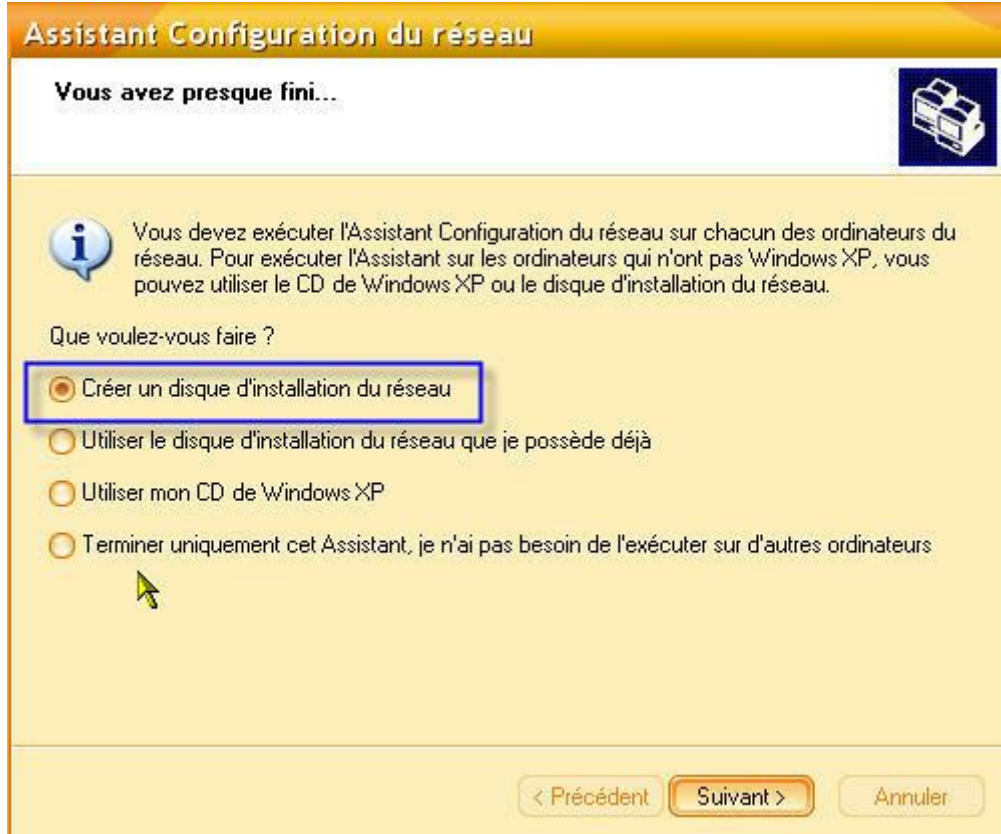 Assistant Configuration du réseau
Vous avez presque fini...
Vous devez exécuter l'Assistant Configuration du réseau sur chacun des ordinateurs du
réseau. Pour exécuter l'Assistant sur les ordinateurs qui n'ont pas Windows XP, vous
pouvez utiliser le CD de Windows XP ou le disque d'installation du réseau.
Que voulez-vous faire ?
Créer un disque d'installation du réseau
Utiliser le disque d'installation du réseau que je possède déjà
Utiliser mon CD de Windows XP
Terminer uniquement cet Assistant, je n'ai pas besoin de l'exécuter sur d'autres ordinateurs
< Précédent Suivant > Annuler